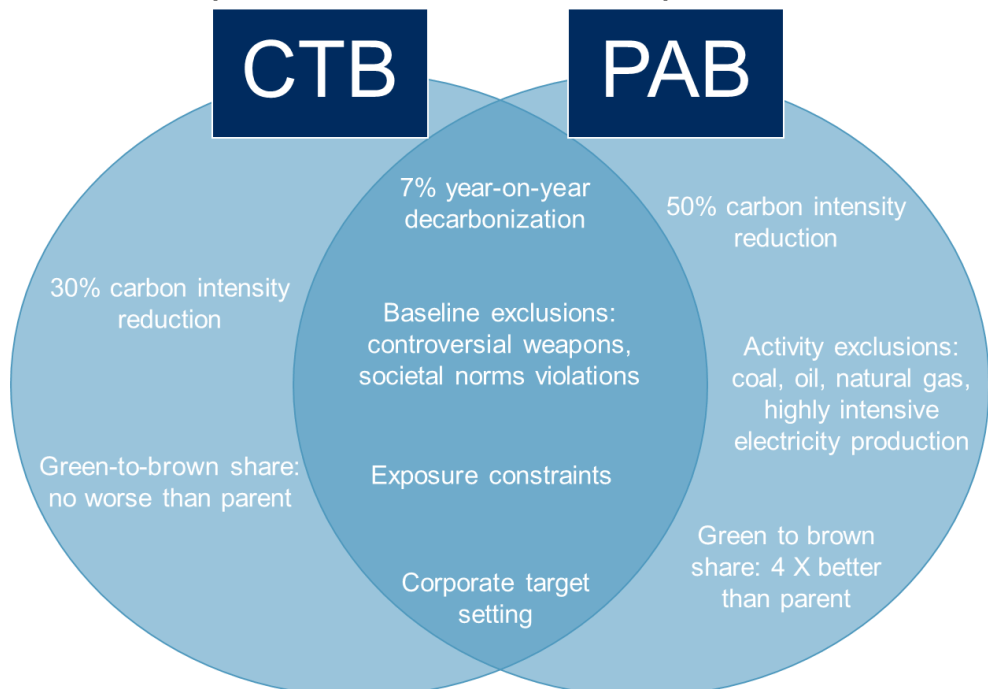 CTB
PAB
30% carbon intensity
reduction
Green-to-brown share:
no worse than parent
7% year-on-year
decarbonization
Baseline exclusions:
controversial weapons,
societal norms violations
Exposure constraints
Corporate target
setting
50% carbon intensity
reduction
Activity exclusions:
coal, oil, natural gas,
highly intensive
electricity production
Green to brown
share: 4 X better
than parent